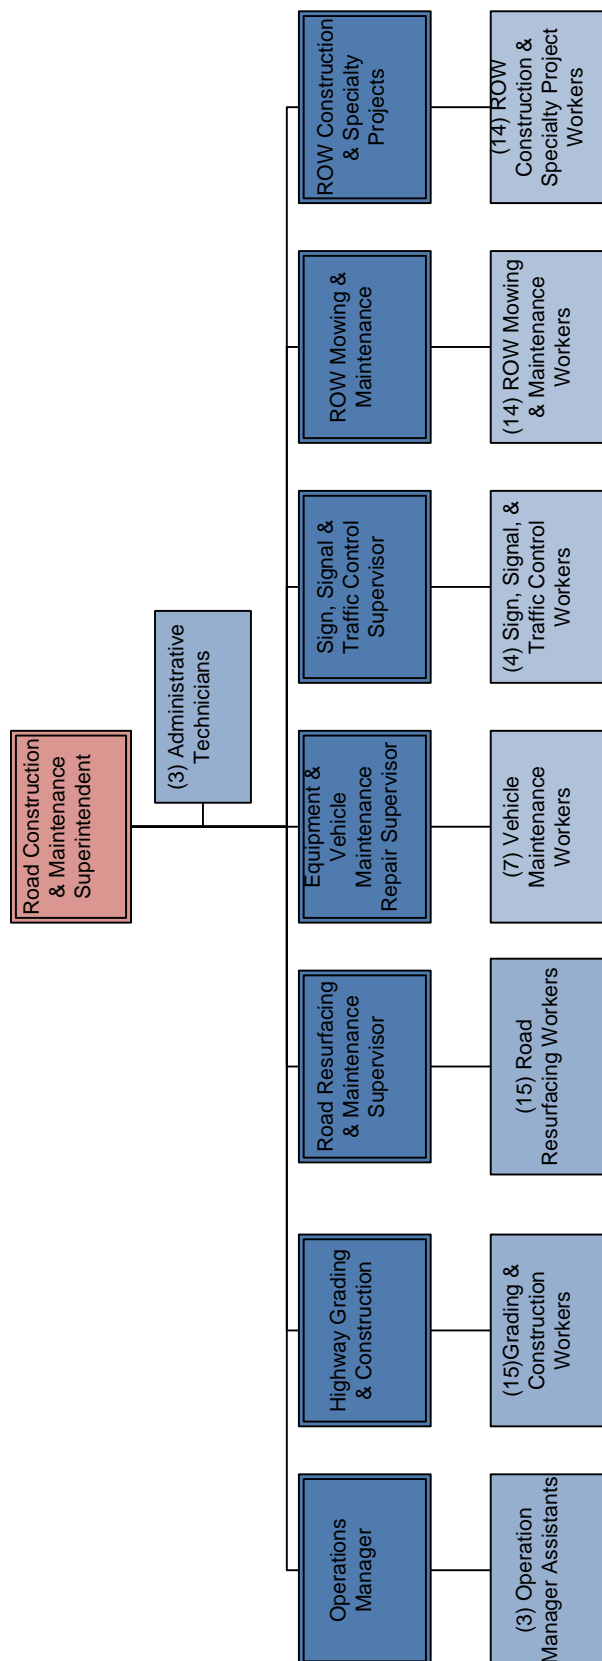 Road Construction
& Maintenance
Superintendent
(3) Administrative
Technicians
Operations
Manager
Highway Grading
& Construction
Road Resurfacing
& Maintenance
Supervisor
Equipment &
Vehicle
Maintenance
Repair Supervisor
Sign, Signal &
Traffic Control
Supervisor
ROW Mowing &
Maintenance
ROW Construction
& Specialty
Projects
(3) Operation
Manager Assistants
(15)Grading &
Construction
Workers
(15) Road
Resurfacing Workers
(7) Vehicle
Maintenance
Workers
(4) Sign, Signal, &
Traffic Control
Workers
(14) ROW Mowing
& Maintenance
Workers
(14) ROW
Construction &
Specialty Project
Workers